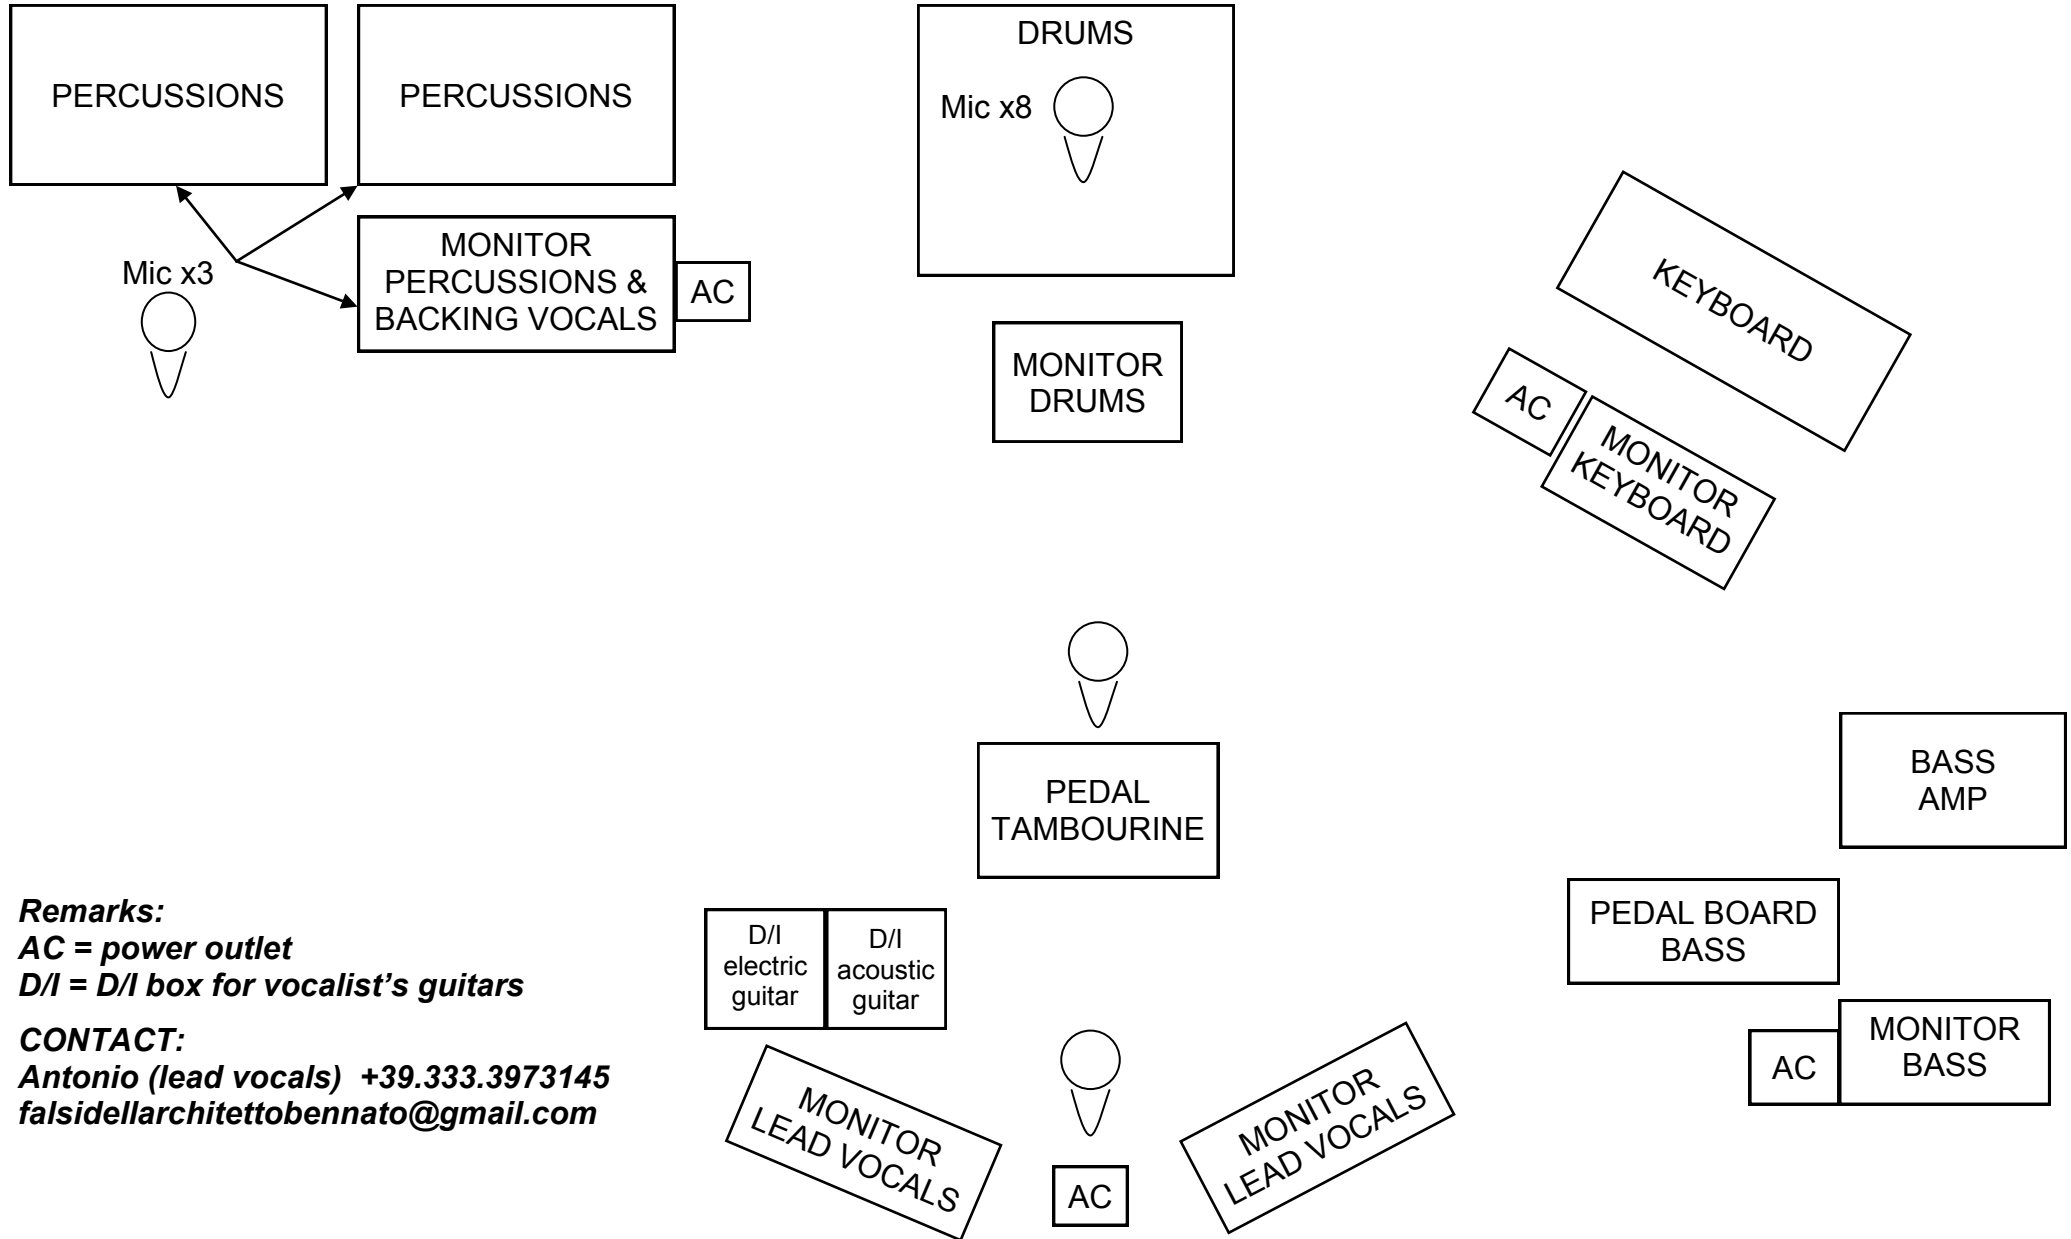 PERCUSSIONS
PERCUSSIONS
DRUMS
Mic x8
Mic x3
MONITOR
PERCUSSIONS &
BACKING VOCALS
AC
MONITOR
DRUMS
KEYBOARD
AC
MONITOR
KEYBOARD
PEDAL
TAMBOURINE
BASS
AMP
PEDAL BOARD
BASS
MONITOR
BASS
AC
D/I
electric
guitar
D/I
acoustic
guitar
MONITOR
LEAD VOCALS
AC
MONITOR
LEAD VOCALS
Remarks:
AC = power outlet
D/I = D/I box for vocalist's guitars
CONTACT:
Antonio (lead vocals) +39.333.3973145
falsidellarchitettobennato@gmail.com